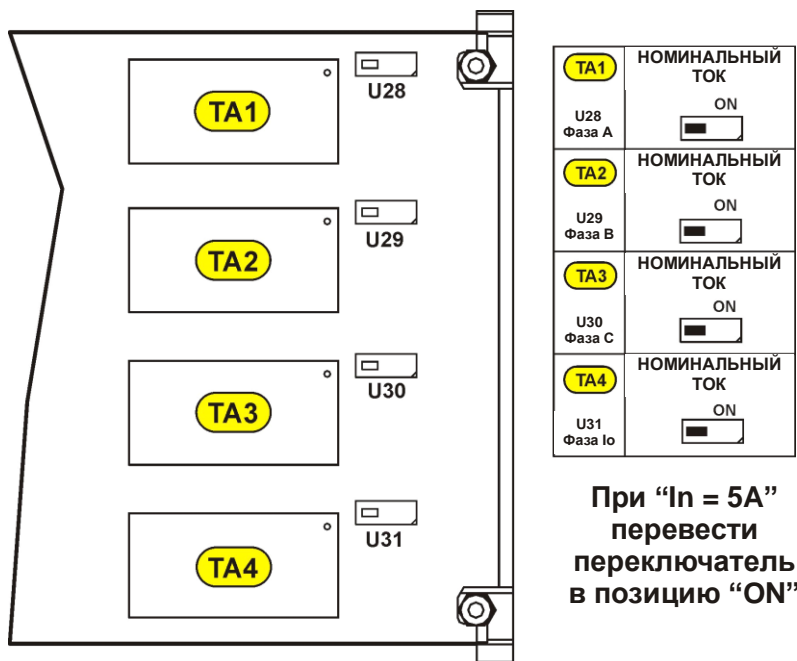 TA1
U28
TA2
U29
TA3
U30
TA4
U31
TA1
НОМИНАЛЬНЫЙ
ТОК
U28
Фаза A
ON
TA2
НОМИНАЛЬНЫЙ
ТОК
U29
Фаза B
ON
TA3
НОМИНАЛЬНЫЙ
ТОК
U30
Фаза C
ON
TA4
НОМИНАЛЬНЫЙ
ТОК
U31
Фаза Io
ON
При “In = 5A”
перевести
переключатель
в позицию “ON”